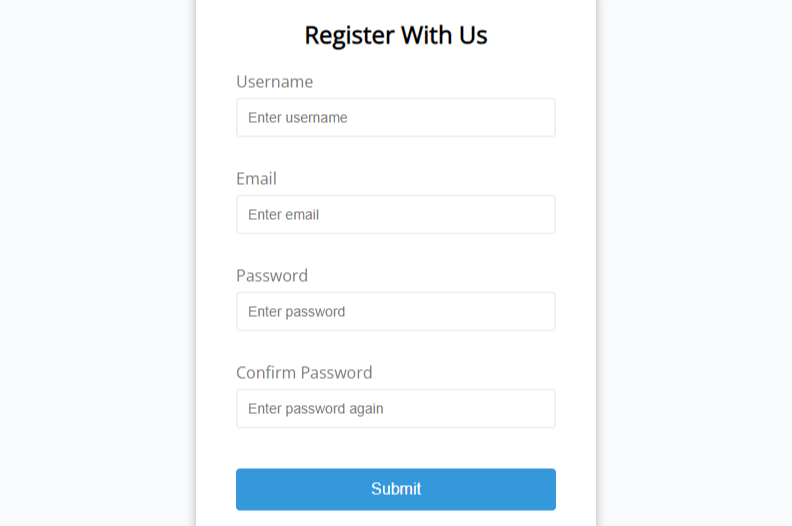 Register With Us
Username
Enter username
Email
Enter email
Password
Enter password
Confirm Password
Enter password again
Submit